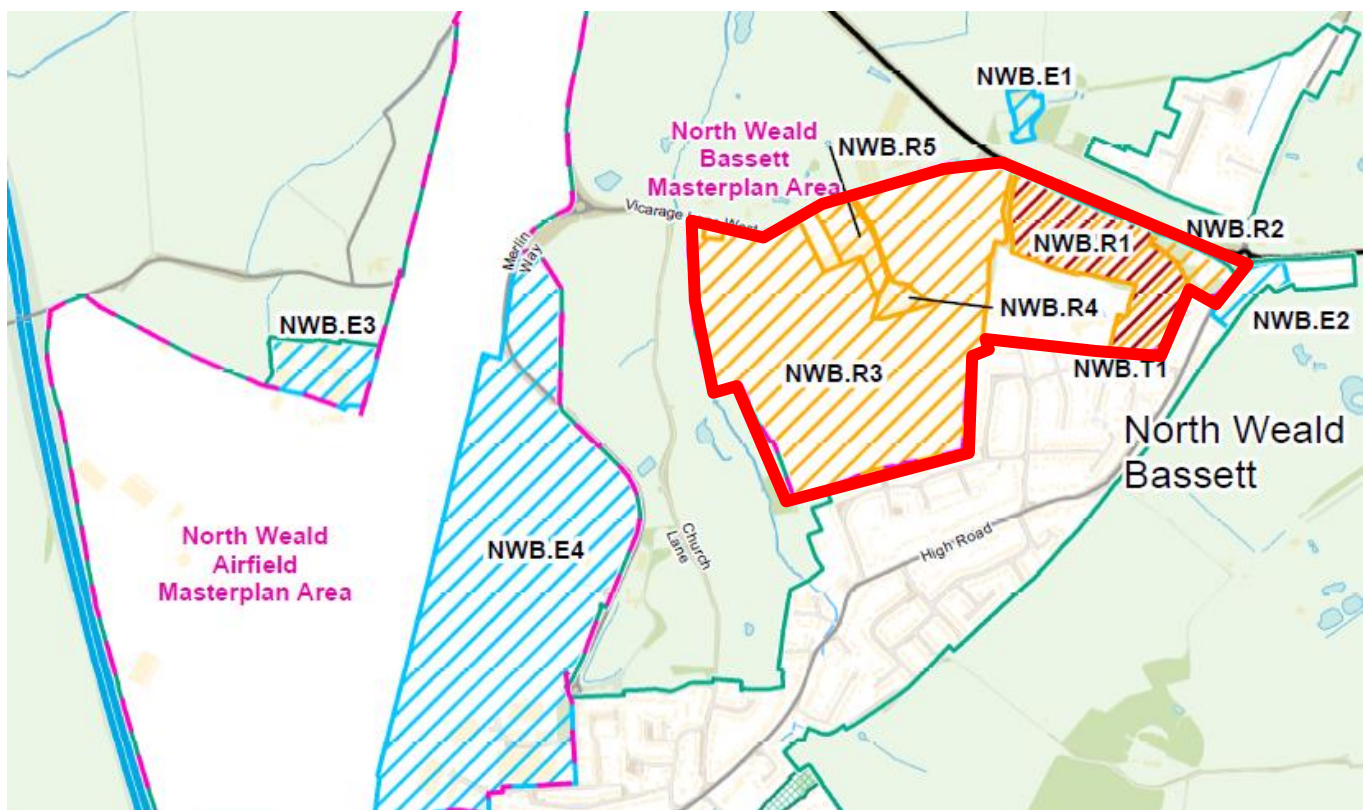 NWB.E1
North Weald
Bassett
Masterplan Area
NWB.R5
Vicarage Lane West
Merlin
Way
NWB.R1
NWB.R2
NWB.R4
NWB.E2
NWB.E3
NWB.R3
NWB.T1
North Weald
Bassett
North Weald
Airfield
Masterplan Area
NWB.E4
Church
Lane
High Road